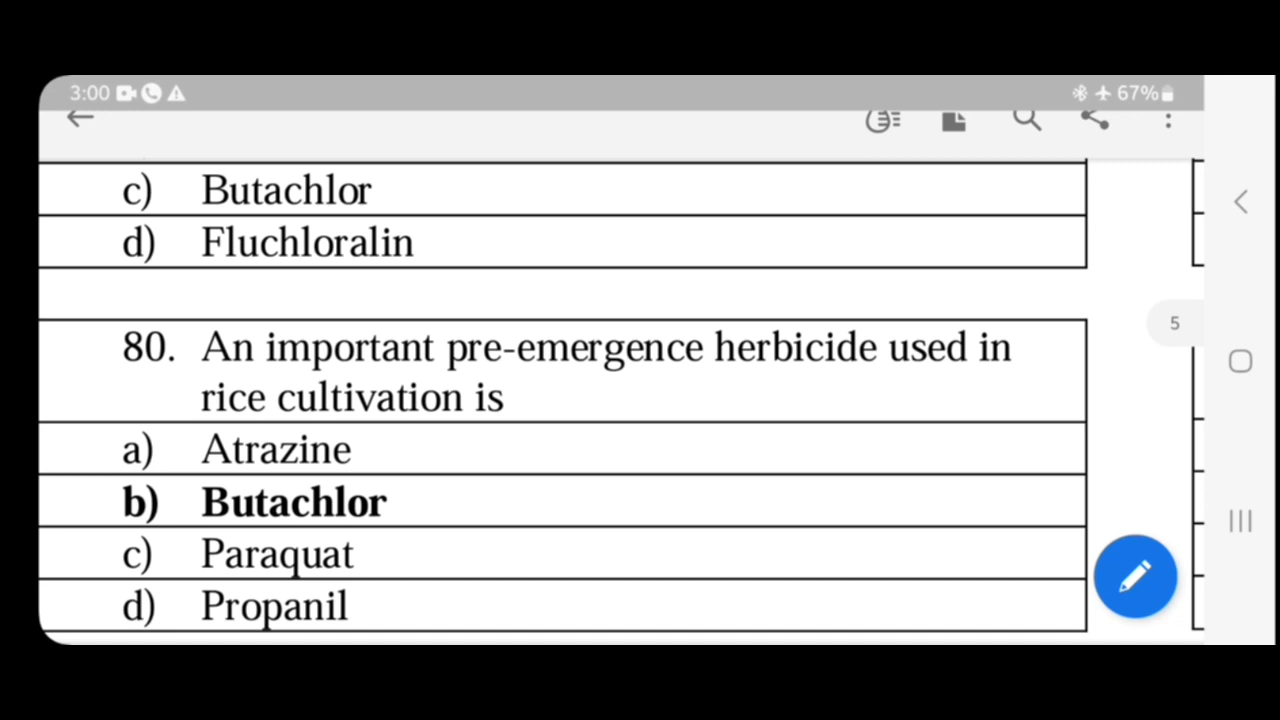 3:00 67%
c) Butachlor
d) Fluchloralin
5
80. An important pre-emergence herbicide used in
rice cultivation is
a) Atrazine
b) Butachlor
c) Paraquat
d) Propanil